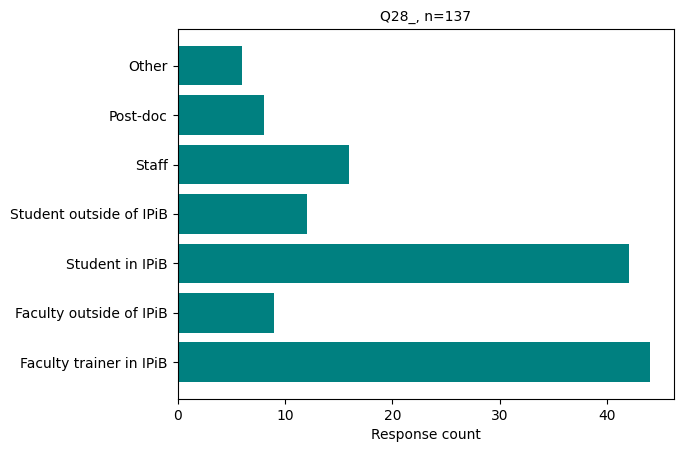 Q28_, n=137
Other
Post-doc
Staff
Student outside of IPiB
Student in IPiB
Faculty outside of IPiB
Faculty trainer in IPiB
0 10 20 30 40
Response count